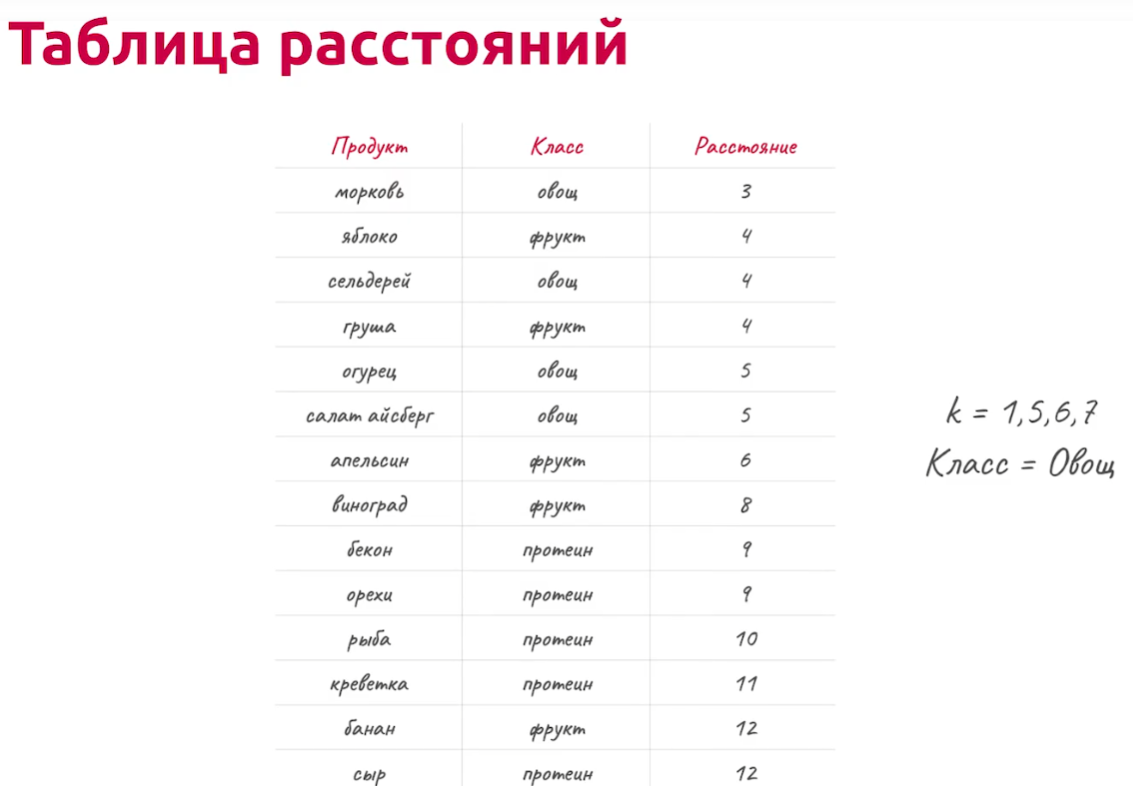 Таблица расстояний
Продукт Класс Расстояние
морковь овощ 3
яблоко фрукт 4
сельдерей овощ 4
груша фрукт 4
огурец овощ 5
салат айсберг овощ 5
апельсин фрукт 6
виноград фрукт 8
бекон протеин 9
орехи протеин 9
рыба протеин 10
креветка протеин 11
банан фрукт 12
сыр протеин 12
k = 1,5,6,7
Класс = Овощ